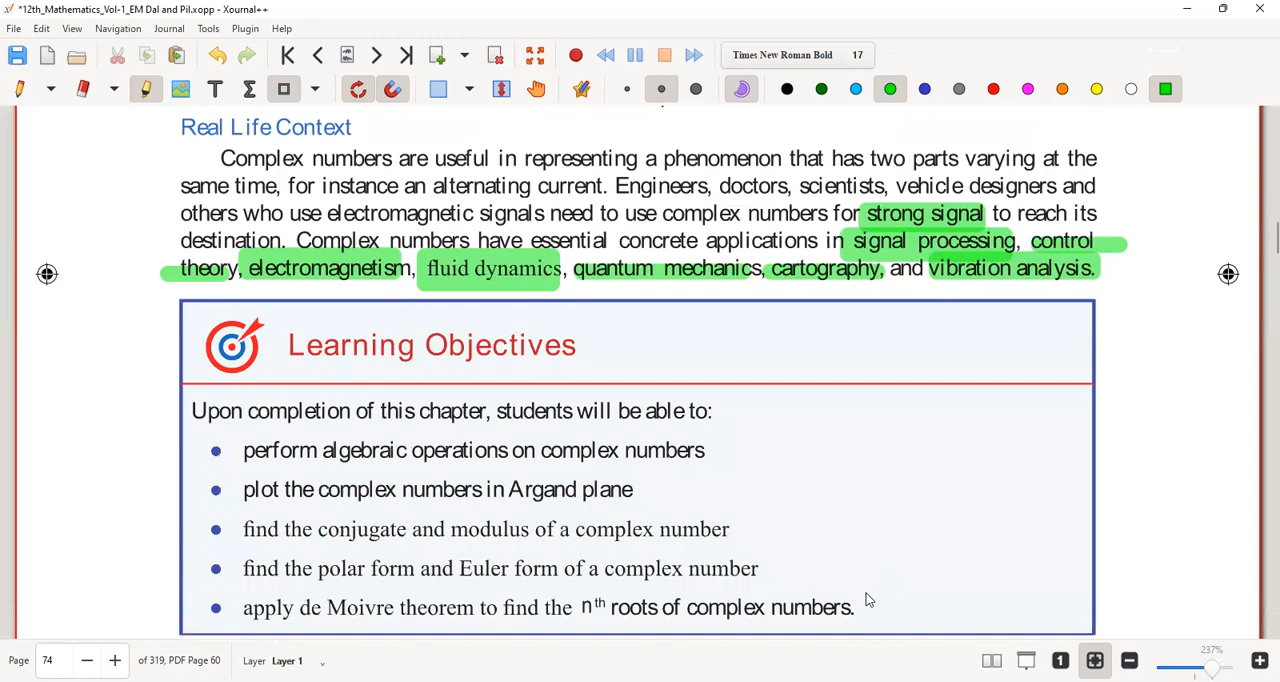 *12th_Mathematics_Vol-1_EM Dal and Pil.xopp - Xournal++
File Edit View Navigation Journal Tools Plugin Help
Times New Roman Bold 17
Real Life Context
Complex numbers are useful in representing a phenomenon that has two parts varying at the
same time, for instance an alternating current. Engineers, doctors, scientists, vehicle designers and
others who use electromagnetic signals need to use complex numbers for strong signal to reach its
destination. Complex numbers have essential concrete applications in signal processing, control
theory, electromagnetism, fluid dynamics, quantum mechanics, cartography, and vibration analysis.
Learning Objectives
Upon completion of this chapter, students will be able to:
• perform algebraic operations on complex numbers
• plot the complex numbers in Argand plane
• find the conjugate and modulus of a complex number
• find the polar form and Euler form of a complex number
• apply de Moivre theorem to find the nth roots of complex numbers.
Page 74 of 319, PDF Page 60 Layer Layer 1 1 237%